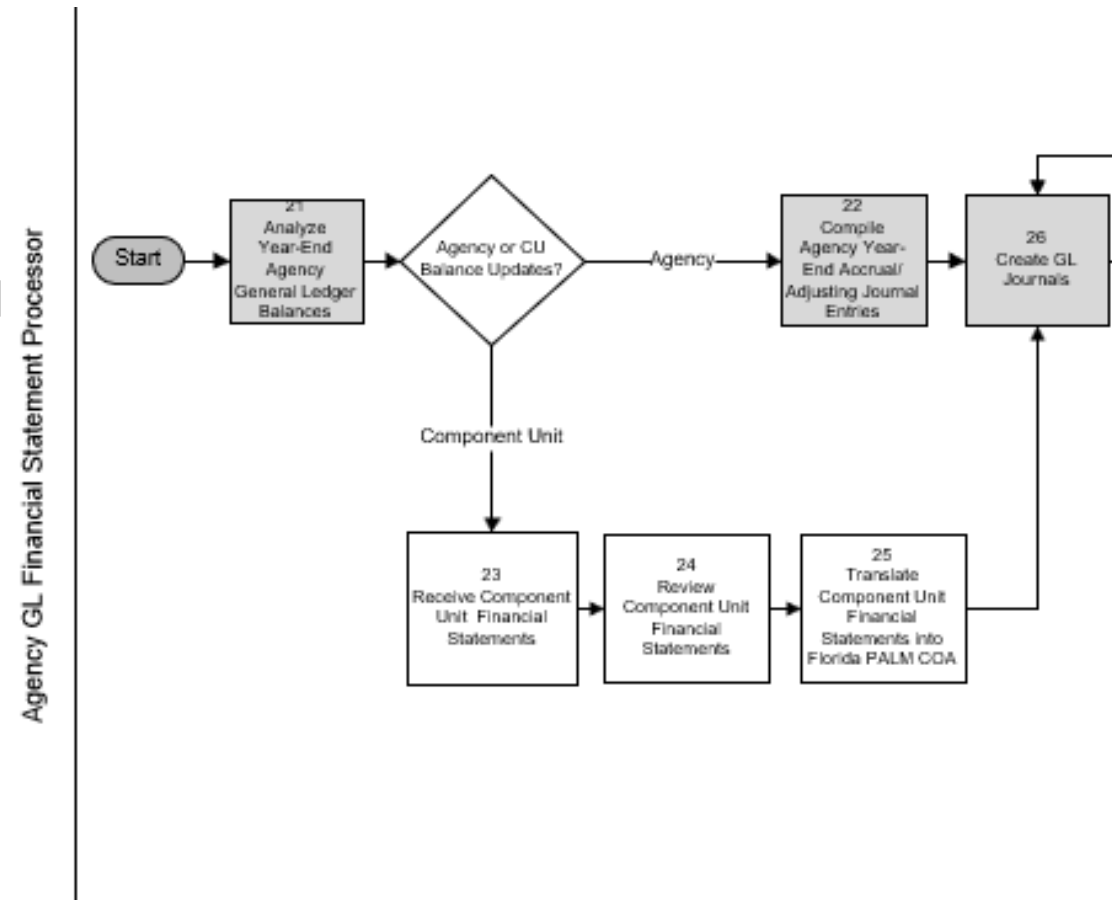 Agency GL Financial Statement Processor
Start
21
Analyze
Year-End
Agency
General Ledger
Balances
Agency or CU
Balance Updates?
Agency
22
Compile
Agency Year-
End Accrual/
Adjusting Journal
Entries
26
Create GL
Journals
Component Unit
23
Receive Component
Unit Financial
Statements
24
Review
Component Unit
Financial
Statements
25
Translate
Component Unit
Financial
Statements into
Florida PALM COA